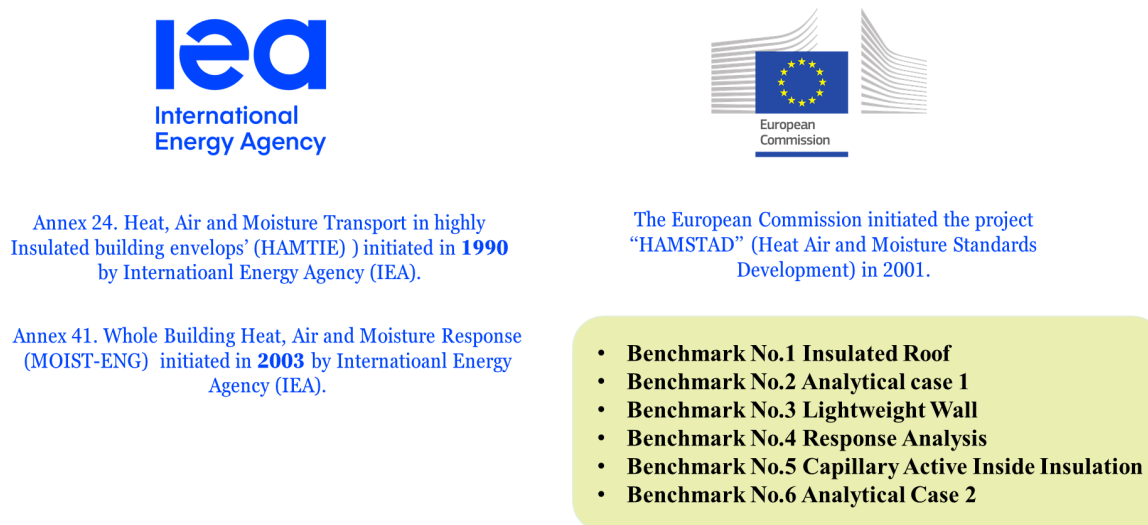 iea
International
Energy Agency
Annex 24. Heat, Air and Moisture Transport in highly
Insulated building envelops’ (HAMTIE) ) initiated in 1990
by Internatioanl Energy Agency (IEA).
Annex 41. Whole Building Heat, Air and Moisture Response
(MOIST-ENG) initiated in 2003 by Internatioanl Energy
Agency (IEA).
European
Commission
The European Commission initiated the project
“HAMSTAD” (Heat Air and Moisture Standards
Development) in 2001.
• Benchmark No.1 Insulated Roof
• Benchmark No.2 Analytical case 1
• Benchmark No.3 Lightweight Wall
• Benchmark No.4 Response Analysis
• Benchmark No.5 Capillary Active Inside Insulation
• Benchmark No.6 Analytical Case 2